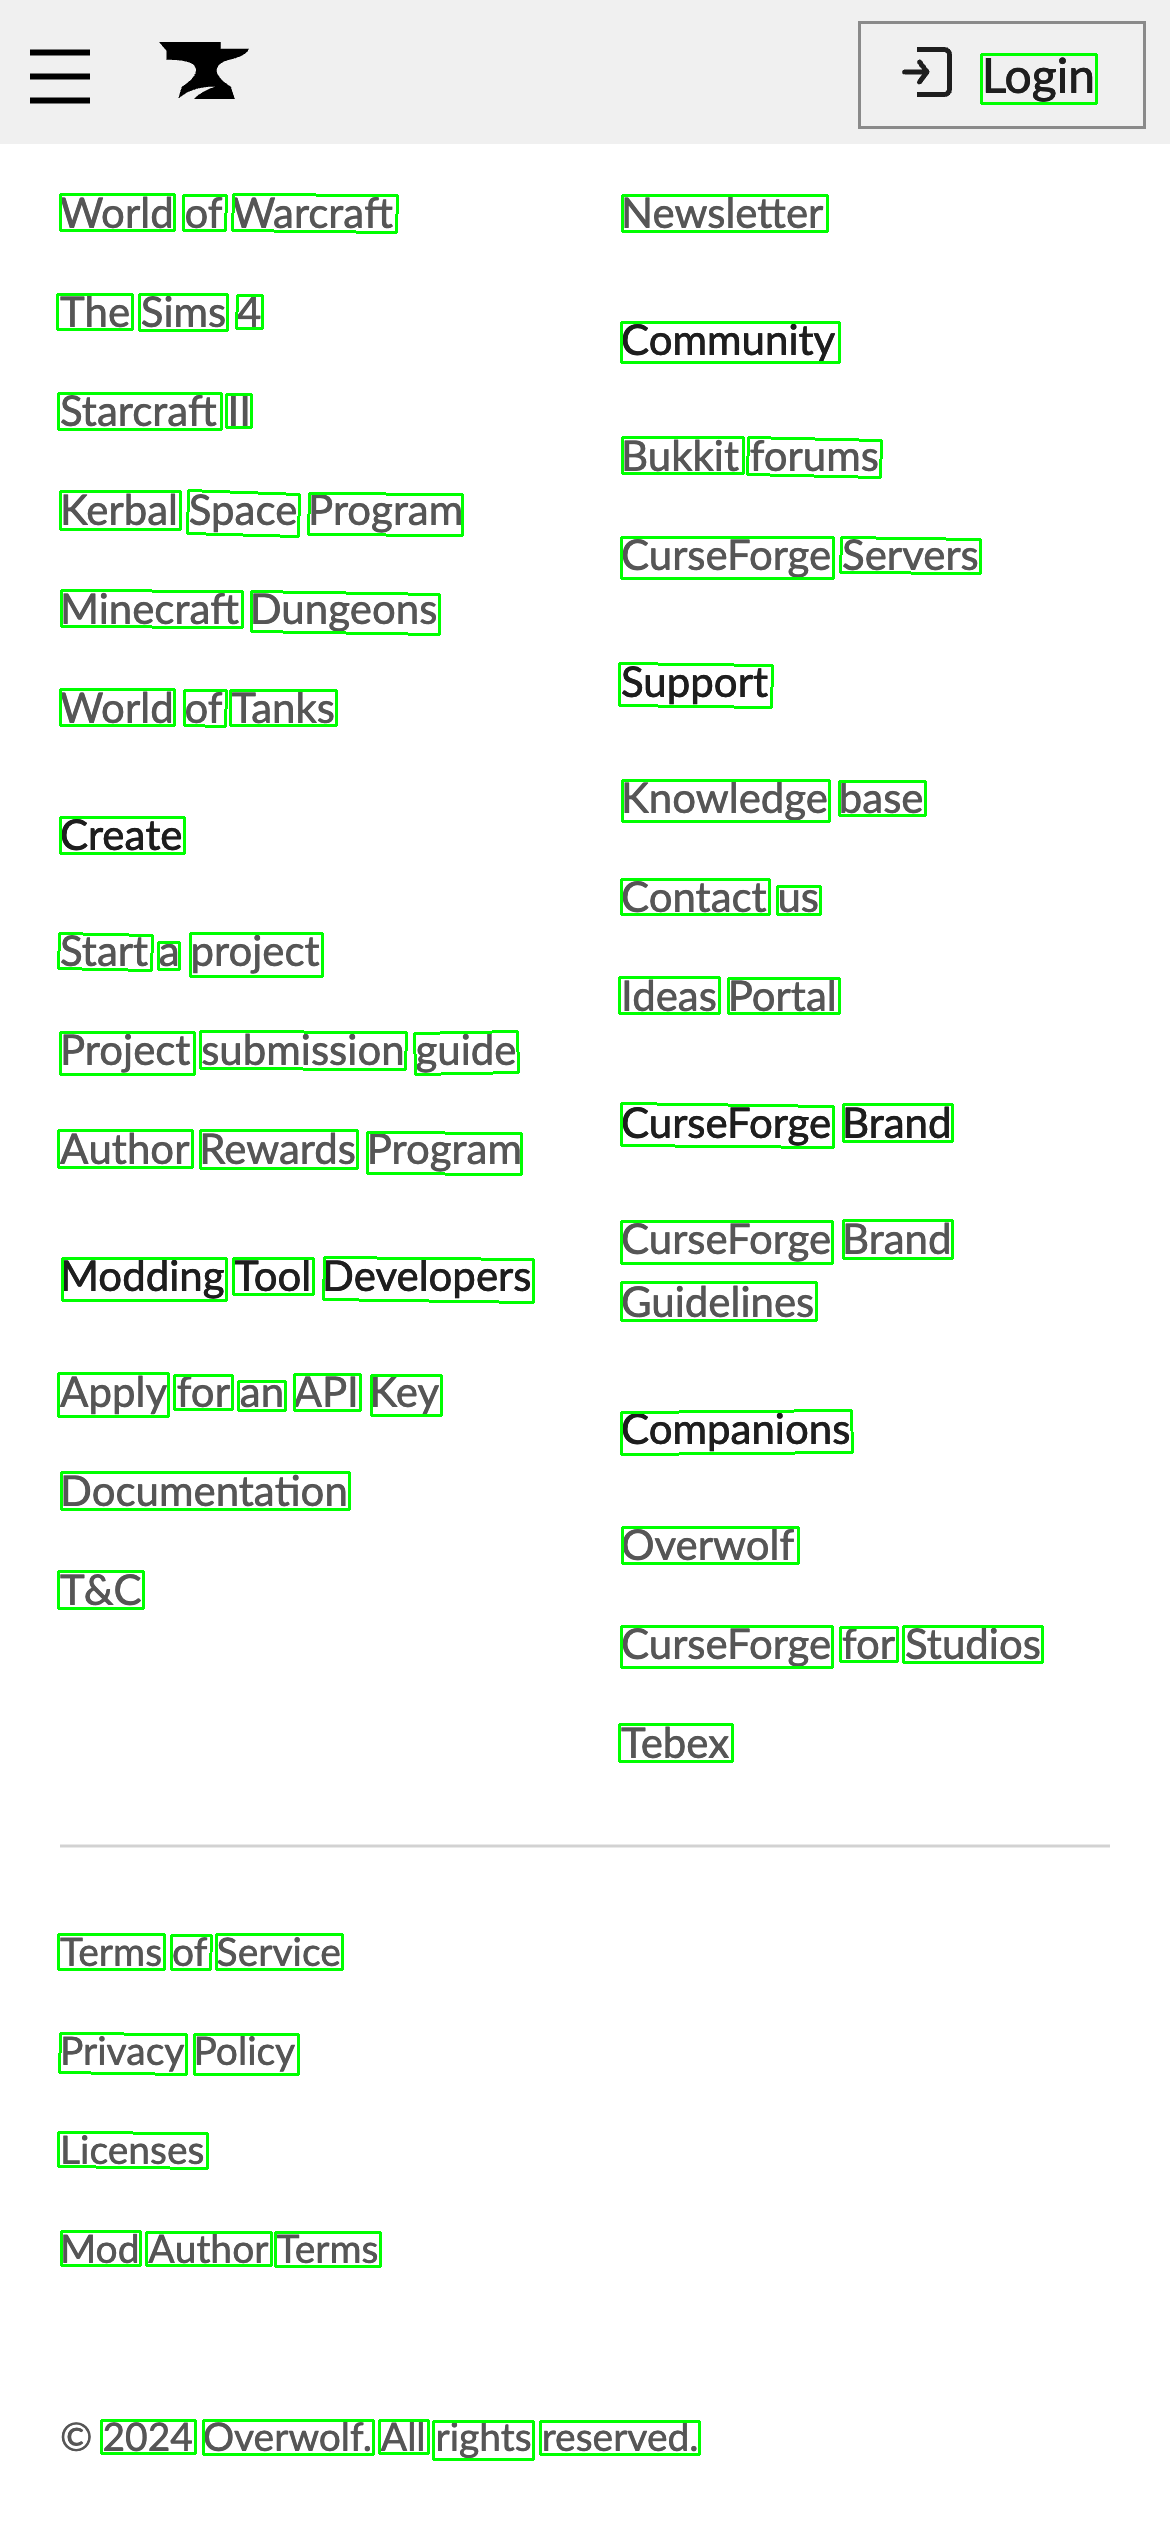 Login
World of Warcraft
The Sims 4
Starcraft II
Kerbal Space Program
Minecraft Dungeons
World of Tanks
Create
Start a project
Project submission guide
Author Rewards Program
Modding Tool Developers
Apply for an API Key
Documentation
T&C
Newsletter
Community
Bukkit forums
CurseForge Servers
Support
Knowledge base
Contact us
Ideas Portal
CurseForge Brand
CurseForge Brand
Guidelines
Companions
Overwolf
CurseForge for Studios
Tebex
Terms of Service
Privacy Policy
Licenses
Mod Author Terms
© 2024 Overwolf. All rights reserved.